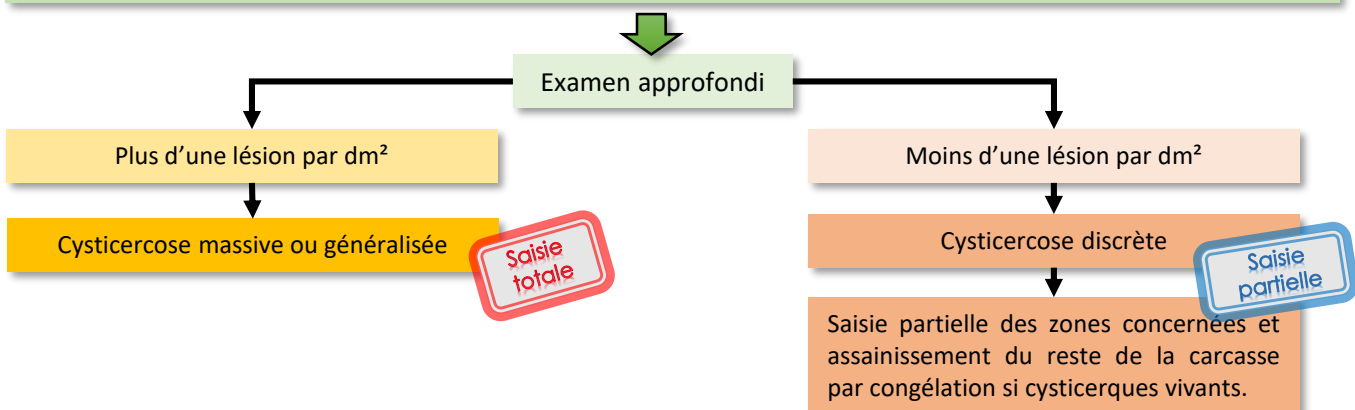 Examen approfondi
Plus d’une lésion par dm²
Moins d’une lésion par dm²
Cysticercose massive ou généralisée
Saisie
totale
Cysticercose discrète
Saisie
partielle
Saisie partielle des zones concernées et
assainissement du reste de la carcasse
par congélation si cysticerques vivants.